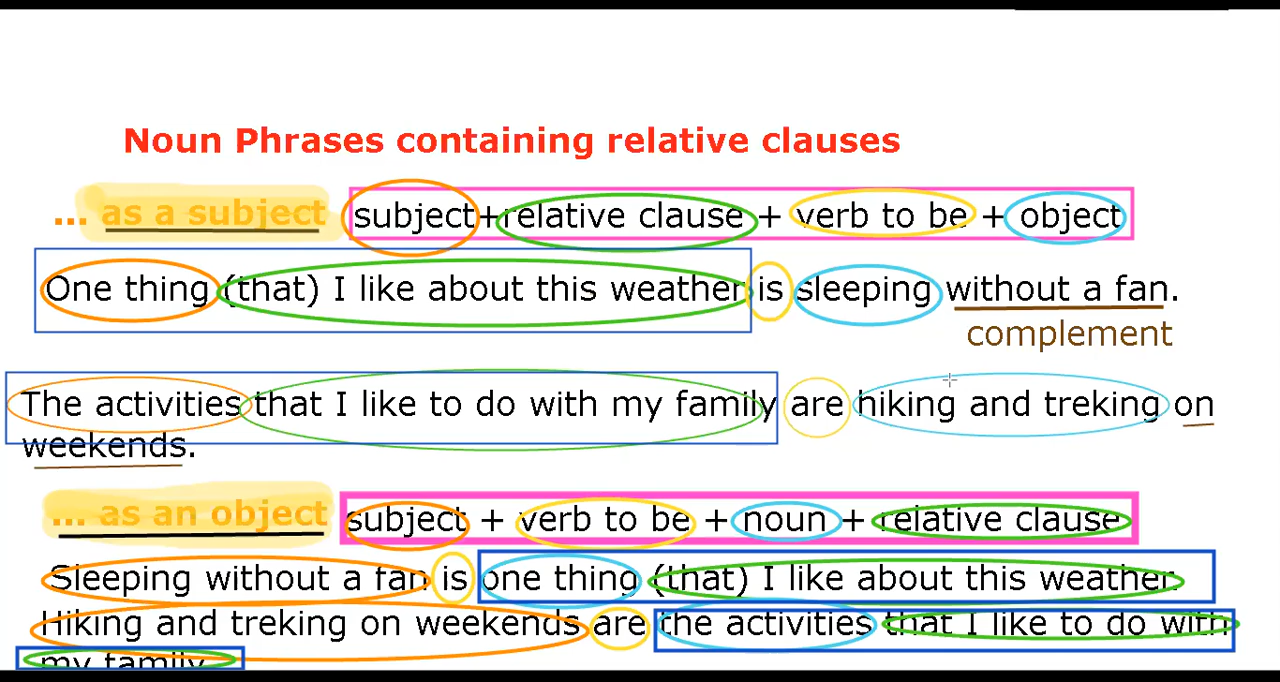 Noun Phrases containing relative clauses
... as a subject subject+relative clause + verb to be + object
One thing (that) I like about this weather is sleeping without a fan.
complement
The activities that I like to do with my family are hiking and treking on
weekends.
... as an object subject + verb to be + noun + relative clause
Sleeping without a fan is one thing (that) I like about this weather
Hiking and treking on weekends are the activities that I like to do with
my family